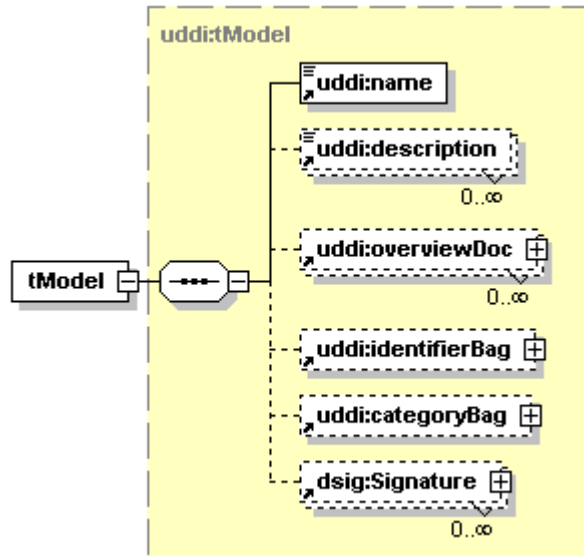 uddi:tModel
uddi:name
uddi:description
0..∞
uddi:overviewDoc
0..∞
tModel
uddi:identifierBag
uddi:categoryBag
dsig:Signature
0..∞